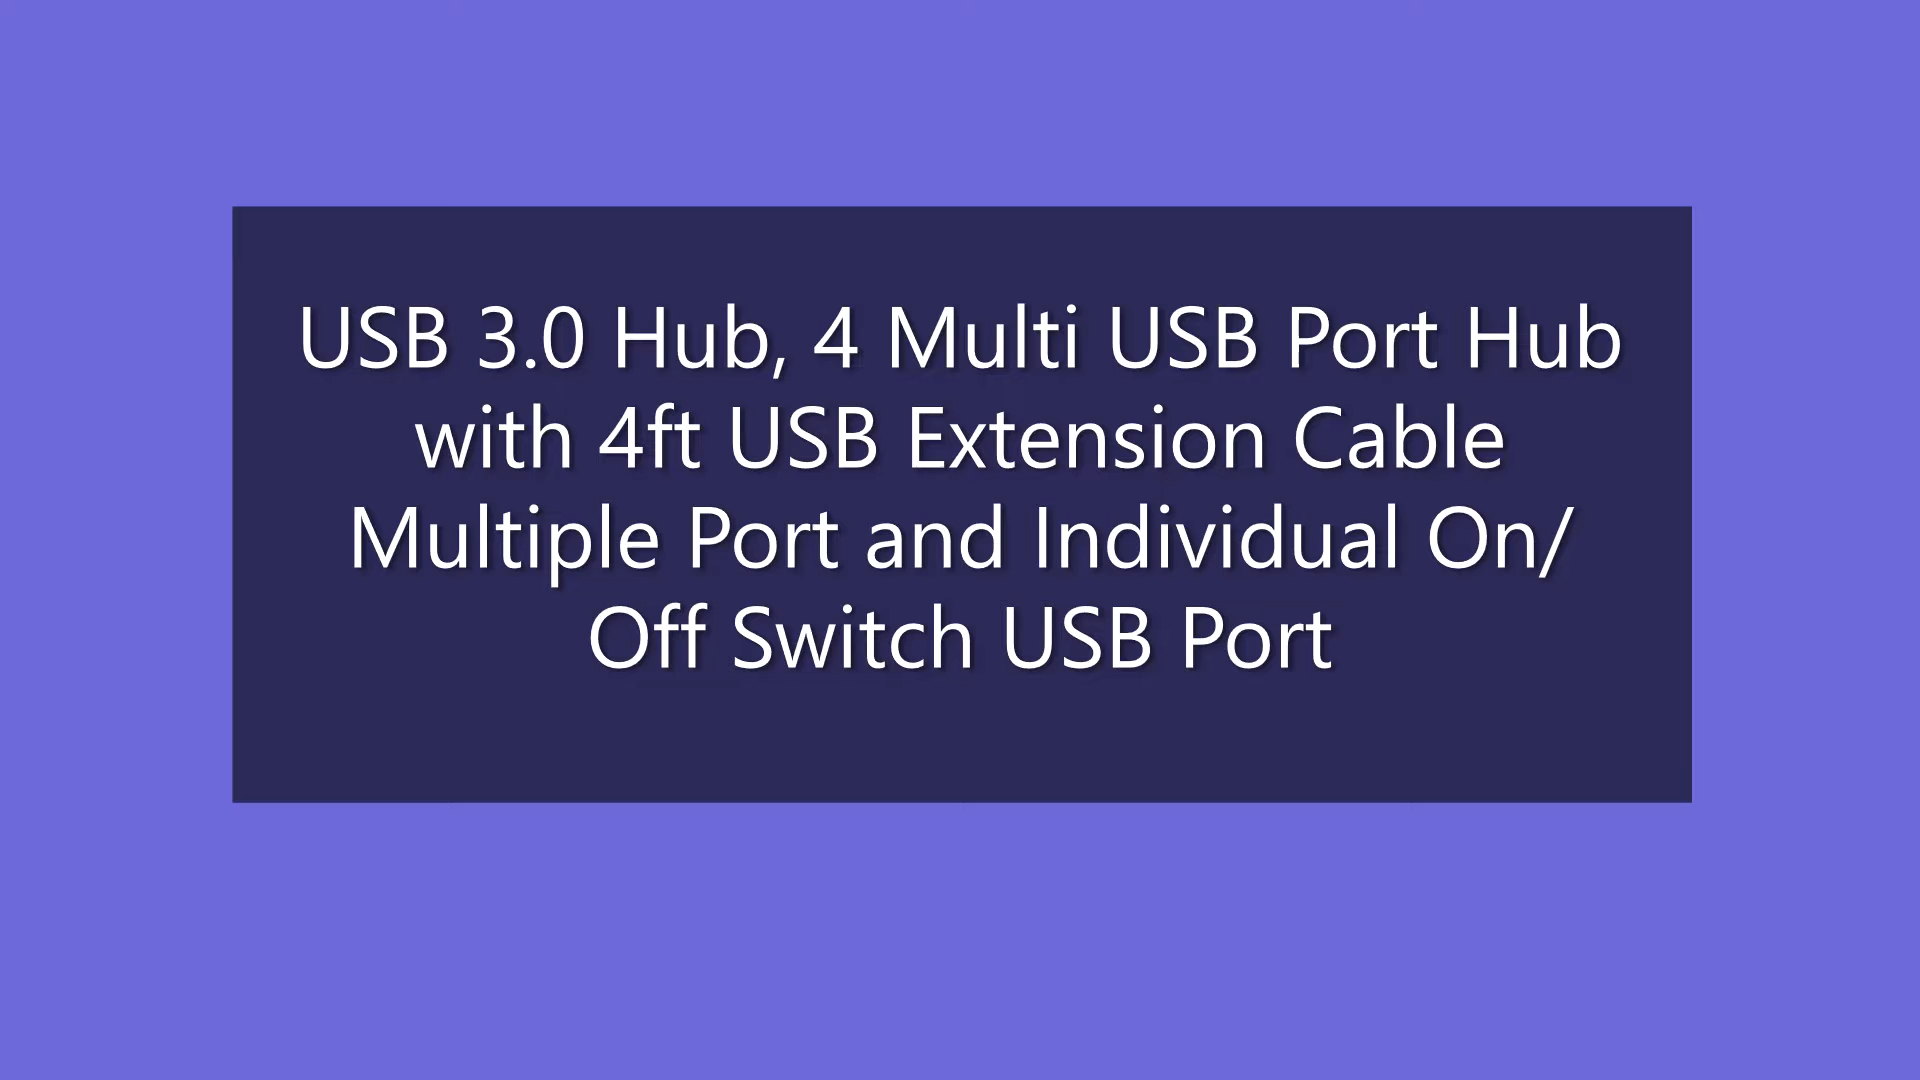 USB 3.0 Hub, 4 Multi USB Port Hub
with 4ft USB Extension Cable
Multiple Port and Individual On/
Off Switch USB Port